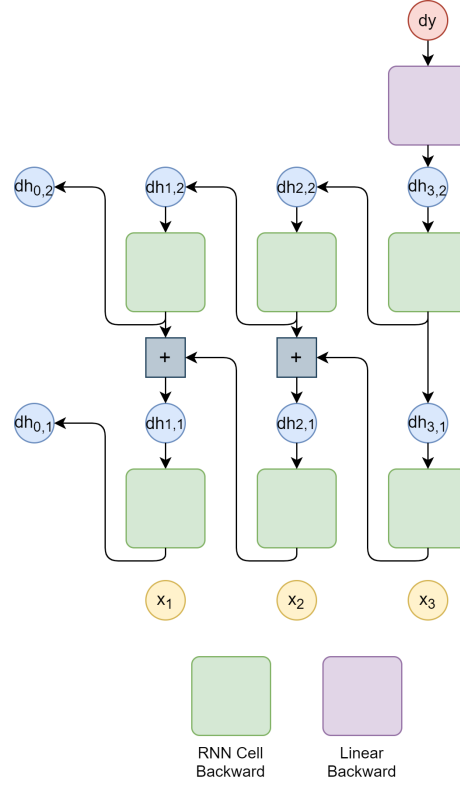 dy
dh0,2
dh1,2
dh2,2
dh3,2
+
+
dh0,1
dh1,1
dh2,1
dh3,1
x1
x2
x3
RNN Cell
Backward
Linear
Backward